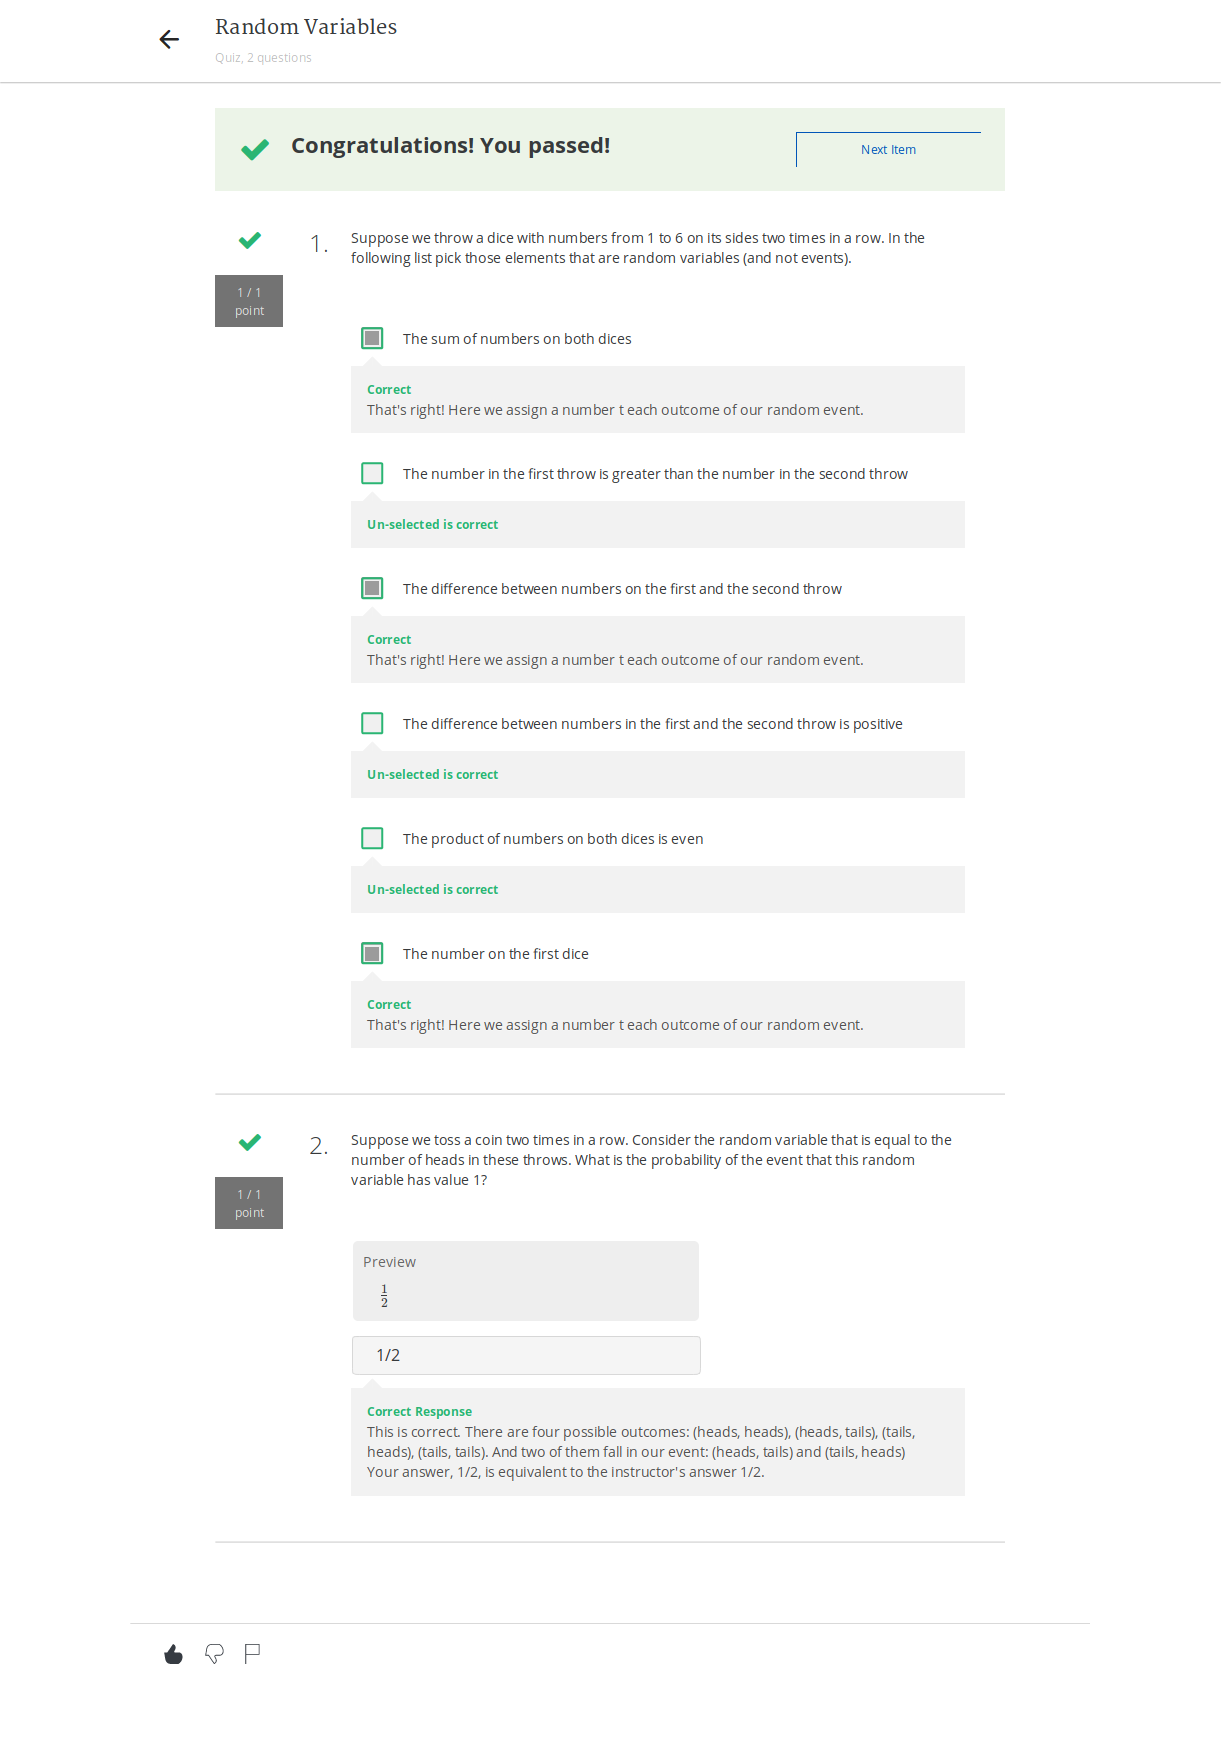 Random Variables
Quiz, 2 questions
Congratulations! You passed!
Next Item
1 / 1
point
1.
Suppose we throw a dice with numbers from 1 to 6 on its sides two times in a row. In the
following list pick those elements that are random variables (and not events).
The sum of numbers on both dices
Correct
That's right! Here we assign a number t each outcome of our random event.
The number in the first throw is greater than the number in the second throw
Un-selected is correct
The difference between numbers on the first and the second throw
Correct
That's right! Here we assign a number t each outcome of our random event.
The difference between numbers in the first and the second throw is positive
Un-selected is correct
The product of numbers on both dices is even
Un-selected is correct
The number on the first dice
Correct
That's right! Here we assign a number t each outcome of our random event.
1 / 1
point
2.
Suppose we toss a coin two times in a row. Consider the random variable that is equal to the
number of heads in these throws. What is the probability of the event that this random
variable has value 1?
Preview
1
2
1/2
Correct Response
This is correct. There are four possible outcomes: (heads, heads), (heads, tails), (tails,
heads), (tails, tails). And two of them fall in our event: (heads, tails) and (tails, heads)
Your answer, 1/2, is equivalent to the instructor's answer 1/2.